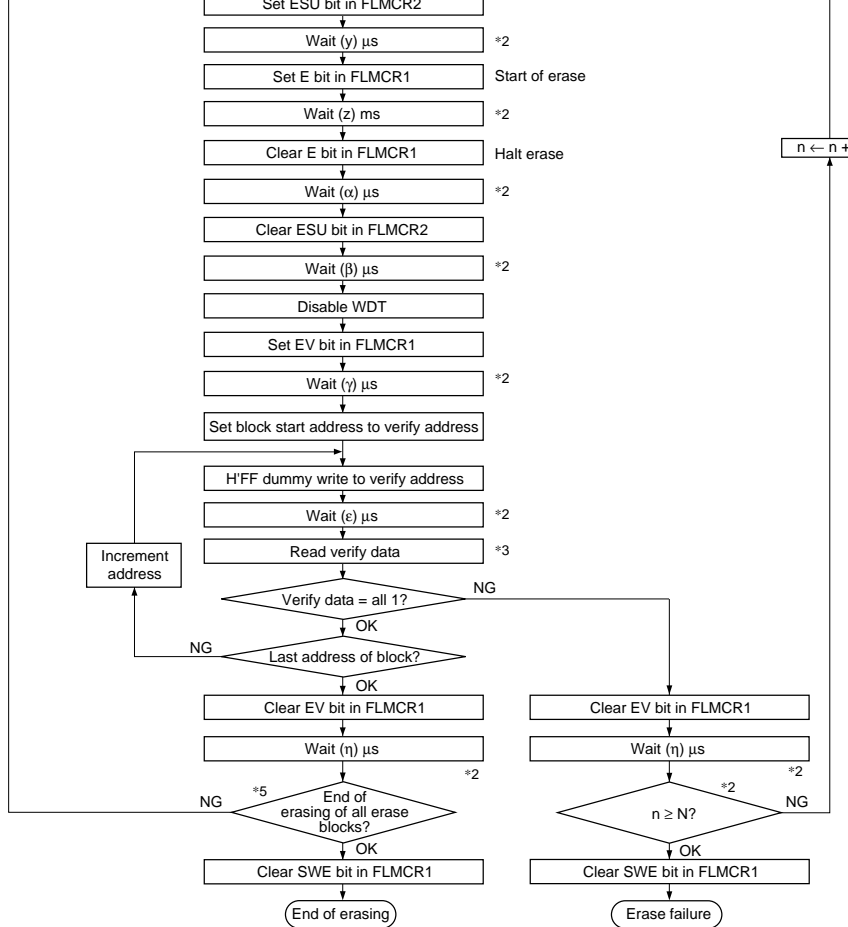 Set ESU bit in FLMCR2
Wait (y) µs
*2
Set E bit in FLMCR1
Start of erase
Wait (z) ms
*2
n ← n +
Clear E bit in FLMCR1
Halt erase
Wait (α) µs
*2
Clear ESU bit in FLMCR2
Wait (β) µs
*2
Disable WDT
Set EV bit in FLMCR1
Wait (γ) µs
*2
Set block start address to verify address
H'FF dummy write to verify address
Wait (ε) µs
*2
Increment
address
Read verify data
*3
Verify data = all 1?
NG
OK
NG
Last address of block?
OK
Clear EV bit in FLMCR1
Clear EV bit in FLMCR1
Wait (η) µs
Wait (η) µs
*2
*2
NG
*5
End of
erasing of all erase
blocks?
*2
n ≥ N?
NG
OK
OK
Clear SWE bit in FLMCR1
Clear SWE bit in FLMCR1
End of erasing
Erase failure